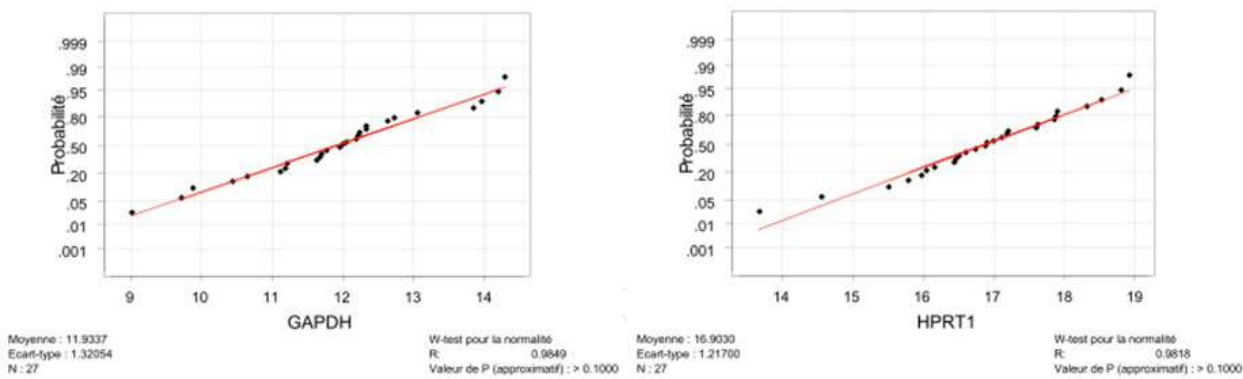 .999
.99
.95
.80
.50
.20
.05
.01
.001
Probabilité
9 10 11 12 13 14
GAPDH
Moyenne : 11.9337
Ecart-type : 1.32054
N : 27
W-test pour la normalité
R: 0.9849
Valeur de P (approximatif) : > 0.1000
.999
.99
.95
.80
.50
.20
.05
.01
.001
Probabilité
14 15 16 17 18 19
HPRT1
Moyenne : 16.9030
Ecart-type : 1.21700
N : 27
W-test pour la normalité
R: 0.9818
Valeur de P (approximatif) : > 0.1000